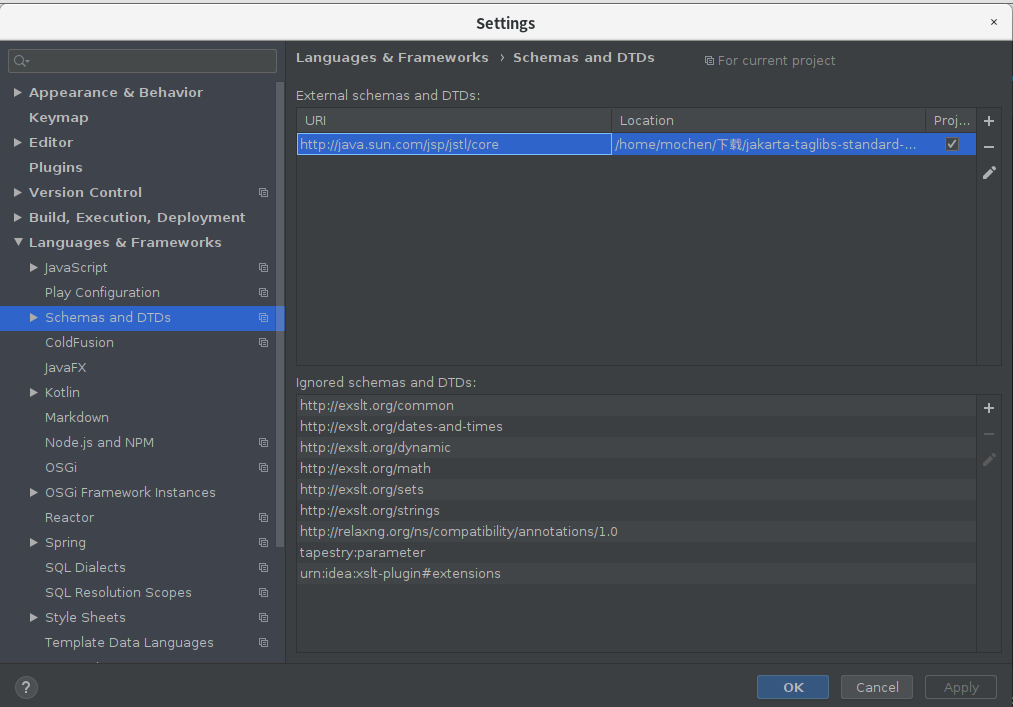 Settings
×
Languages & Frameworks › Schemas and DTDs
For current project
Appearance & Behavior
Keymap
Editor
Plugins
Version Control
Build, Execution, Deployment
Languages & Frameworks
JavaScript
Play Configuration
Schemas and DTDs
ColdFusion
JavaFX
Kotlin
Markdown
Node.js and NPM
OSGi
OSGi Framework Instances
Reactor
Spring
SQL Dialects
SQL Resolution Scopes
Style Sheets
Template Data Languages
External schemas and DTDs:
URI Location Proj...
http://java.sun.com/jsp/jstl/core /home/mochen/下载/jakarta-taglibs-standard-...
Ignored schemas and DTDs:
http://exslt.org/common
http://exslt.org/dates-and-times
http://exslt.org/dynamic
http://exslt.org/math
http://exslt.org/sets
http://exslt.org/strings
http://relaxng.org/ns/compatibility/annotations/1.0
tapestry:parameter
urn:idea:xslt-plugin#extensions
?
OK Cancel Apply